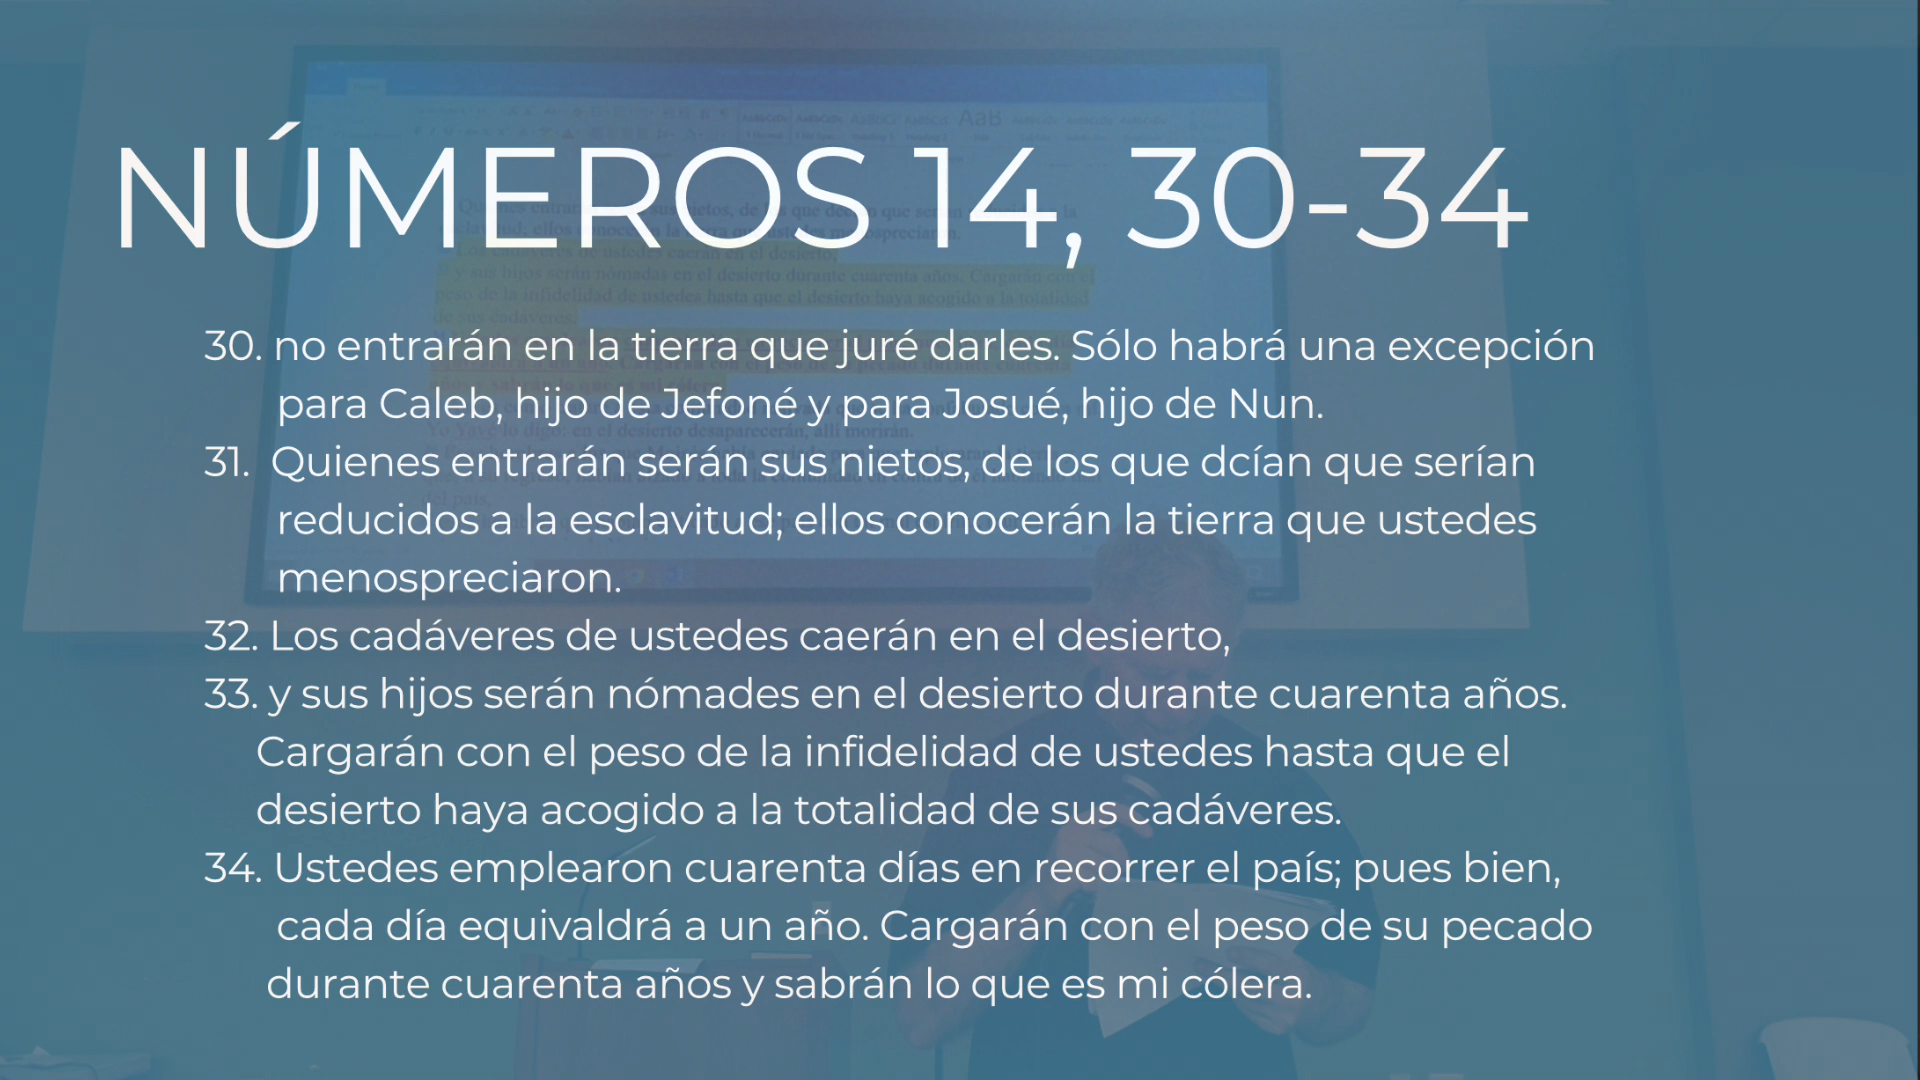 NÚMEROS 14, 30-34
30. no entrarán en la tierra que juré darles. Sólo habrá una excepción
para Caleb, hijo de Jefoné y para Josué, hijo de Nun.
31. Quienes entrarán serán sus nietos, de los que dcían que serían
reducidos a la esclavitud; ellos conocerán la tierra que ustedes
menospreciaron.
32. Los cadáveres de ustedes caerán en el desierto,
33. y sus hijos serán nómades en el desierto durante cuarenta años.
Cargarán con el peso de la infidelidad de ustedes hasta que el
desierto haya acogido a la totalidad de sus cadáveres.
34. Ustedes emplearon cuarenta días en recorrer el país; pues bien,
cada día equivaldrá a un año. Cargarán con el peso de su pecado
durante cuarenta años y sabrán lo que es mi cólera.